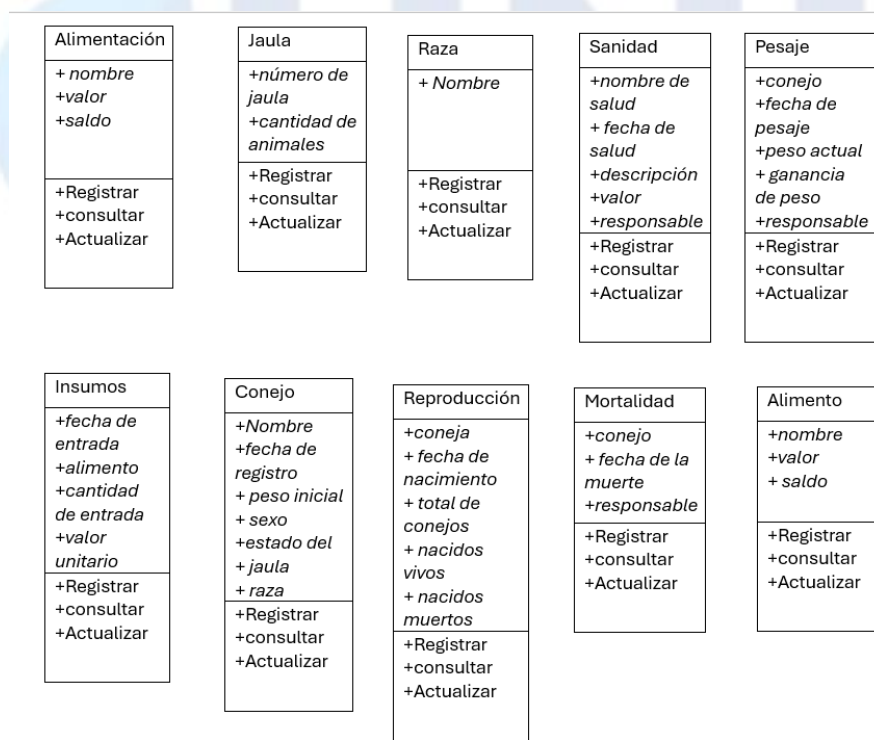 Alimentación
+ nombre
+valor
+saldo
+Registrar
+consultar
+Actualizar
Jaula
+número de
jaula
+cantidad de
animales
+Registrar
+consultar
+Actualizar
Raza
+ Nombre
+Registrar
+consultar
+Actualizar
Sanidad
+nombre de
salud
+ fecha de
salud
+descripción
+valor
+responsable
+Registrar
+consultar
+Actualizar
Pesaje
+conejo
+fecha de
pesaje
+peso actual
+ ganancia
de peso
+responsable
+Registrar
+consultar
+Actualizar
Insumos
+fecha de
entrada
+alimento
+cantidad
de entrada
+valor
unitario
+Registrar
+consultar
+Actualizar
Conejo
+Nombre
+fecha de
registro
+ peso inicial
+ sexo
+estado del
+ jaula
+ raza
+Registrar
+consultar
+Actualizar
Reproducción
+coneja
+ fecha de
nacimiento
+ total de
conejos
+ nacidos
vivos
+ nacidos
muertos
+Registrar
+consultar
+Actualizar
Mortalidad
+conejo
+ fecha de la
muerte
+responsable
+Registrar
+consultar
+Actualizar
Alimento
+nombre
+valor
+ saldo
+Registrar
+consultar
+Actualizar